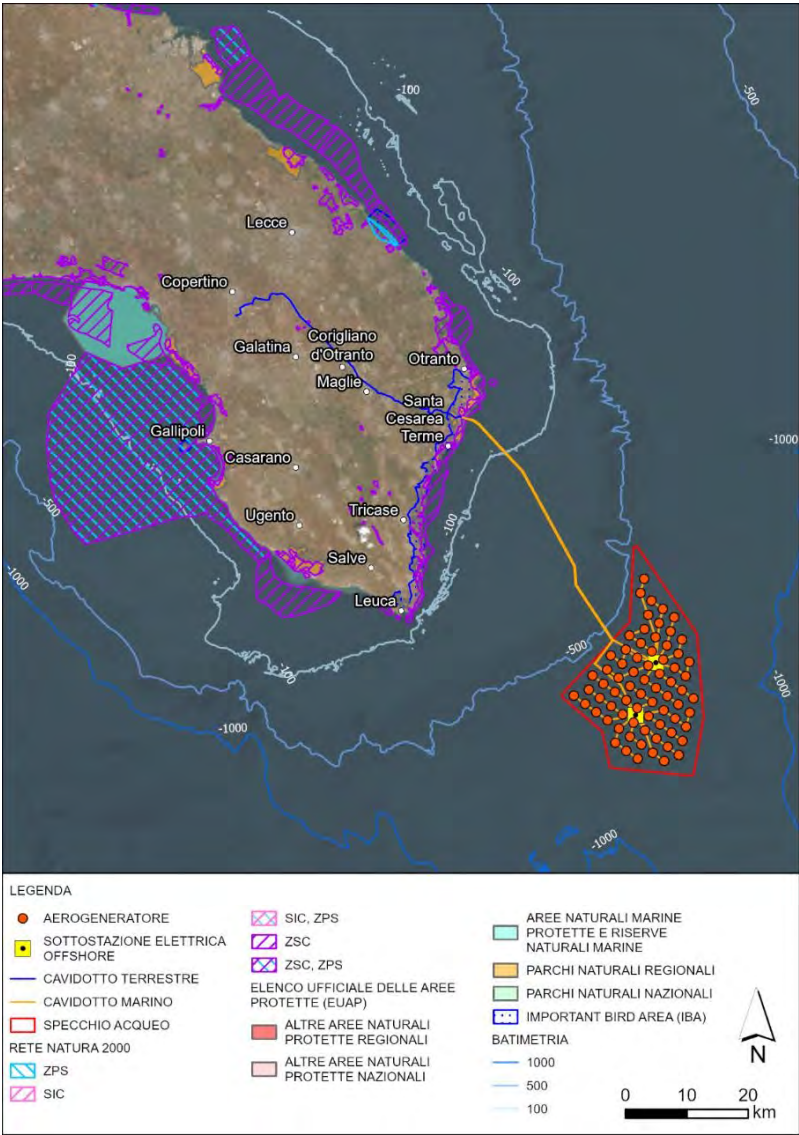 -100
-500
Lecce
-100
Copertino
Corigliano
d'Otranto
Galatina
Otranto
-100
Maglie
Santa
Cesarea
Terme
Gallipoli
-1000
Casarano
-500
Ugento
Tricase
-100
Salve
-1000
Leuca
-500
-100
-1000
-1000
-1000
LEGENDA
AEROGENERATORE
SOTTOSTAZIONE ELETTRICA
OFFSHORE
CAVIDOTTO TERRESTRE
CAVIDOTTO MARINO
SPECCHIO ACQUEO
RETE NATURA 2000
ZPS
SIC
SIC, ZPS
ZSC
ZSC, ZPS
ELENCO UFFICIALE DELLE AREE
PROTETTE (EUAP)
ALTRE AREE NATURALI
PROTETTE REGIONALI
ALTRE AREE NATURALI
PROTETTE NAZIONALI
AREE NATURALI MARINE
PROTETTE E RISERVE
NATURALI MARINE
PARCHI NATURALI REGIONALI
PARCHI NATURALI NAZIONALI
IMPORTANT BIRD AREA (IBA)
BATIMETRIA
1000
500
100
N
0 10 20
km